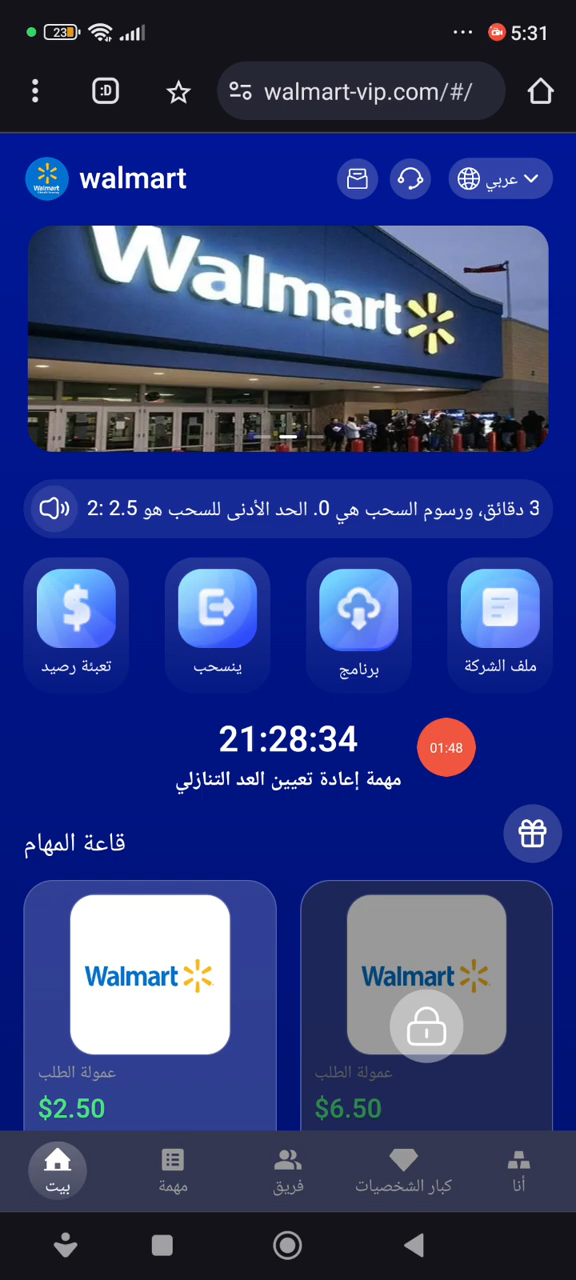 23
5:31
walmart-vip.com/#/
Walmart
walmart
عربي
Walmart
3 دقائق، ورسوم السحب هي 0. الحد الأدنى للسحب هو 2.5 :2
تعبئة رصيد
ينسحب
برنامج
ملف الشركة
21:28:34
01:48
مهمة إعادة تعيين العد التنازلي
قاعة المهام
Walmart
Walmart
عمولة الطلب
عمولة الطلب
$2.50
$6.50
بيت
مهمة
فريق
كبار الشخصيات
أنا